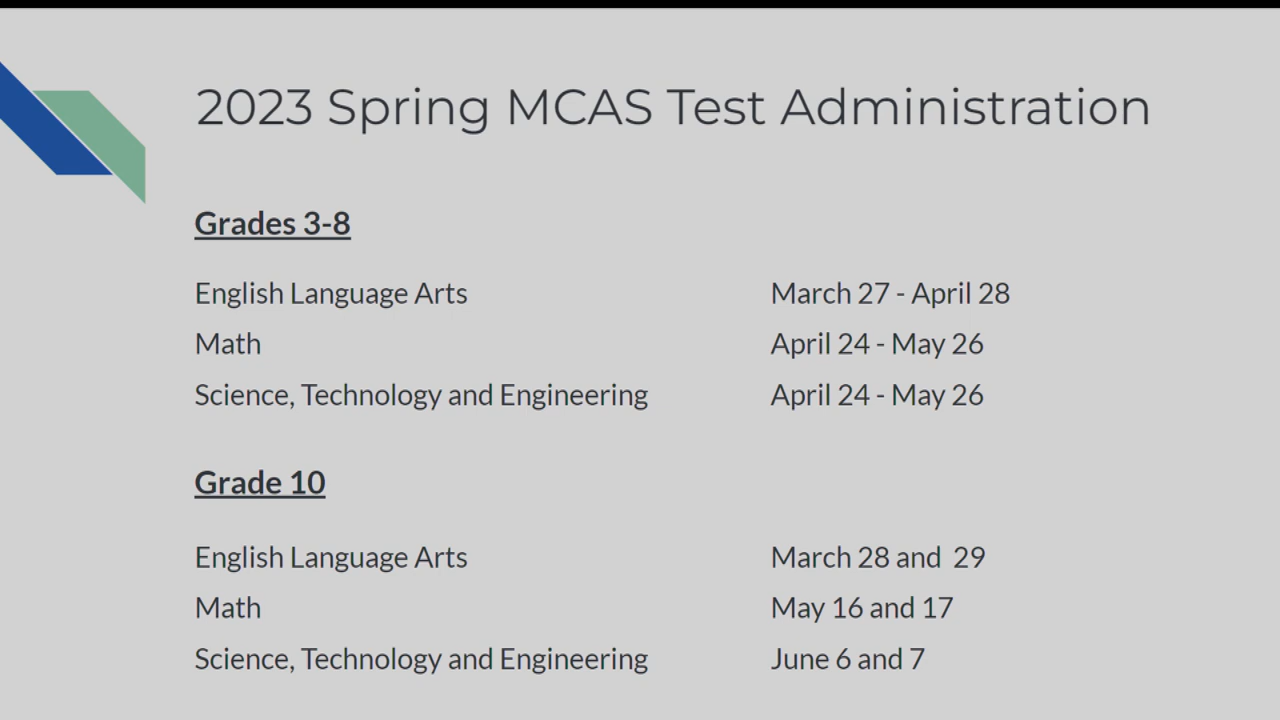 2023 Spring MCAS Test Administration
Grades 3-8
English Language Arts March 27 - April 28
Math April 24 - May 26
Science, Technology and Engineering April 24 - May 26
Grade 10
English Language Arts March 28 and 29
Math May 16 and 17
Science, Technology and Engineering June 6 and 7